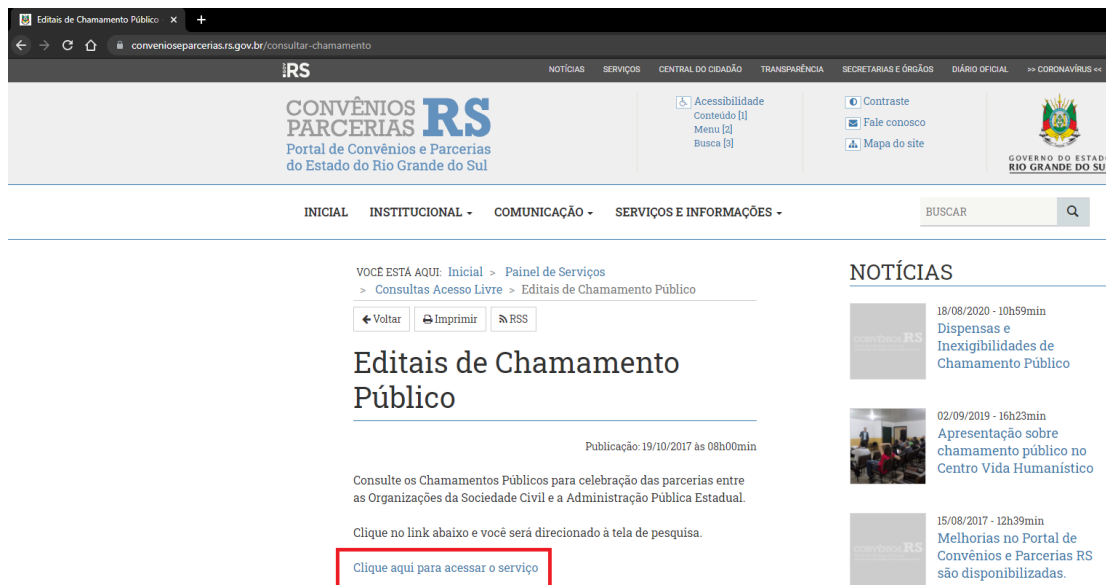 Editais de Chamamento Público
convenioseparcerias.rs.gov.br/consultar-chamamento
GOV RS
NOTÍCIAS SERVIÇOS CENTRAL DO CIDADÃO TRANSPARÊNCIA SECRETARIAS E ÓRGÃOS DIÁRIO OFICIAL >> CORONAVÍRUS <<
CONVÊNIOS
PARCERIAS RS
Portal de Convênios e Parcerias
do Estado do Rio Grande do Sul
Acessibilidade
Conteúdo [1]
Menu [2]
Busca [3]
Contraste
Fale conosco
Mapa do site
GOVERNO DO ESTADO
RIO GRANDE DO SU
INICIAL INSTITUCIONAL COMUNICAÇÃO SERVIÇOS E INFORMAÇÕES BUSCAR
VOCÊ ESTÁ AQUI: Inicial > Painel de Serviços
> Consultas Acesso Livre > Editais de Chamamento Público
Voltar Imprimir RSS
Editais de Chamamento
Público
Publicação: 19/10/2017 às 08h00min
Consulte os Chamamentos Públicos para celebração das parcerias entre
as Organizações da Sociedade Civil e a Administração Pública Estadual.
Clique no link abaixo e você será direcionado à tela de pesquisa.
Clique aqui para acessar o serviço
NOTÍCIAS
18/08/2020 - 10h59min
Dispensas e
Inexigibilidades de
Chamamento Público
02/09/2019 - 16h23min
Apresentação sobre
chamamento público no
Centro Vida Humanístico
15/08/2017 - 12h39min
Melhorias no Portal de
Convênios e Parcerias RS
são disponibilizadas.